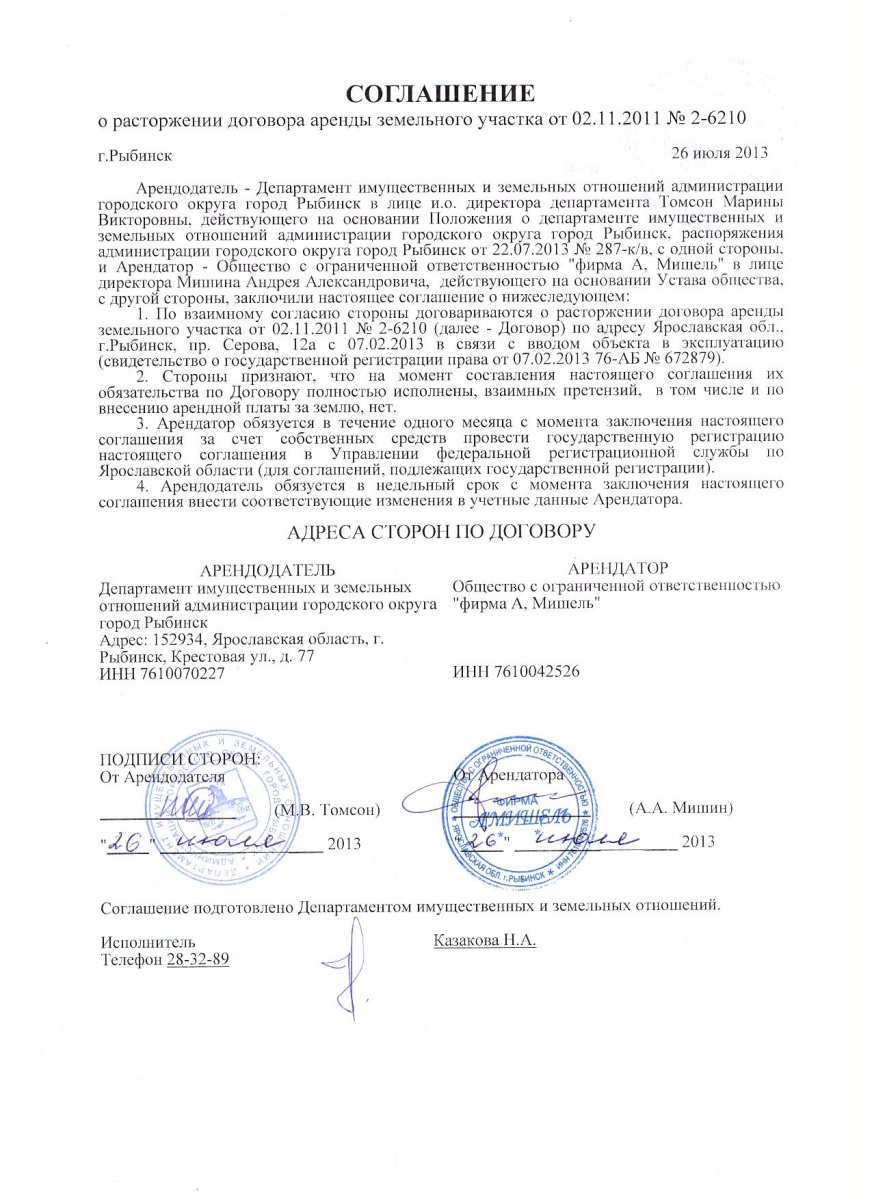 СОГЛАШЕНИЕ
о расторжении договора аренды земельного участка от 02.11.2011 № 2-6210
г.Рыбинск 26 июля 2013
Арендодатель - Департамент имущественных и земельных отношений администрации
городского округа город Рыбинск в лице и.о. директора департамента Томсон Марины
Викторовны, действующего на основании Положения о департаменте имущественных и
земельных отношений администрации городского округа город Рыбинск, распоряжения
администрации городского округа город Рыбинск от 22.07.2013 № 287-к/в, с одной стороны,
и Арендатор - Общество с ограниченной ответственностью "фирма А, Мишель" в лице
директора Мишина Андрея Александровича, действующего на основании Устава общества,
с другой стороны, заключили настоящее соглашение о нижеследующем:
1. По взаимному согласию стороны договариваются о расторжении договора аренды
земельного участка от 02.11.2011 № 2-6210 (далее - Договор) по адресу Ярославская обл.,
г.Рыбинск, пр. Серова, 12а с 07.02.2013 в связи с вводом объекта в эксплуатацию
(свидетельство о государственной регистрации права от 07.02.2013 76-АБ № 672879).
2. Стороны признают, что на момент составления настоящего соглашения их
обязательства по Договору полностью исполнены, взаимных претензий, в том числе и по
внесению арендной платы за землю, нет.
3. Арендатор обязуется в течение одного месяца с момента заключения настоящего
соглашения за счет собственных средств провести государственную регистрацию
настоящего соглашения в Управлении федеральной регистрационной службы по
Ярославской области (для соглашений, подлежащих государственной регистрации).
4. Арендодатель обязуется в недельный срок с момента заключения настоящего
соглашения внести соответствующие изменения в учетные данные Арендатора.
АДРЕСА СТОРОН ПО ДОГОВОРУ
АРЕНДОДАТЕЛЬ
Департамент имущественных и земельных
отношений администрации городского округа
город Рыбинск
Адрес: 152934, Ярославская область, г.
Рыбинск, Крестовая ул., д. 77
ИНН 7610070227
АРЕНДАТОР
Общество с ограниченной ответственностью
"фирма А, Мишель"
ИНН 7610042526
ПОДПИСИ СТОРОН:
От Арендодателя
(М.В. Томсон)
"26" июля 2013
От Арендатора
(А.А. Мишин)
"26" июля 2013
ОБЩЕСТВО С ОГРАНИЧЕННОЙ ОТВЕТСТВЕННОСТЬЮ
ФИРМА
А,МИШЕЛЬ
ЯРОСЛАВСКАЯ ОБЛ. г.РЫБИНСК
Соглашение подготовлено Департаментом имущественных и земельных отношений.
Исполнитель Казакова Н.А.
Телефон 28-32-89